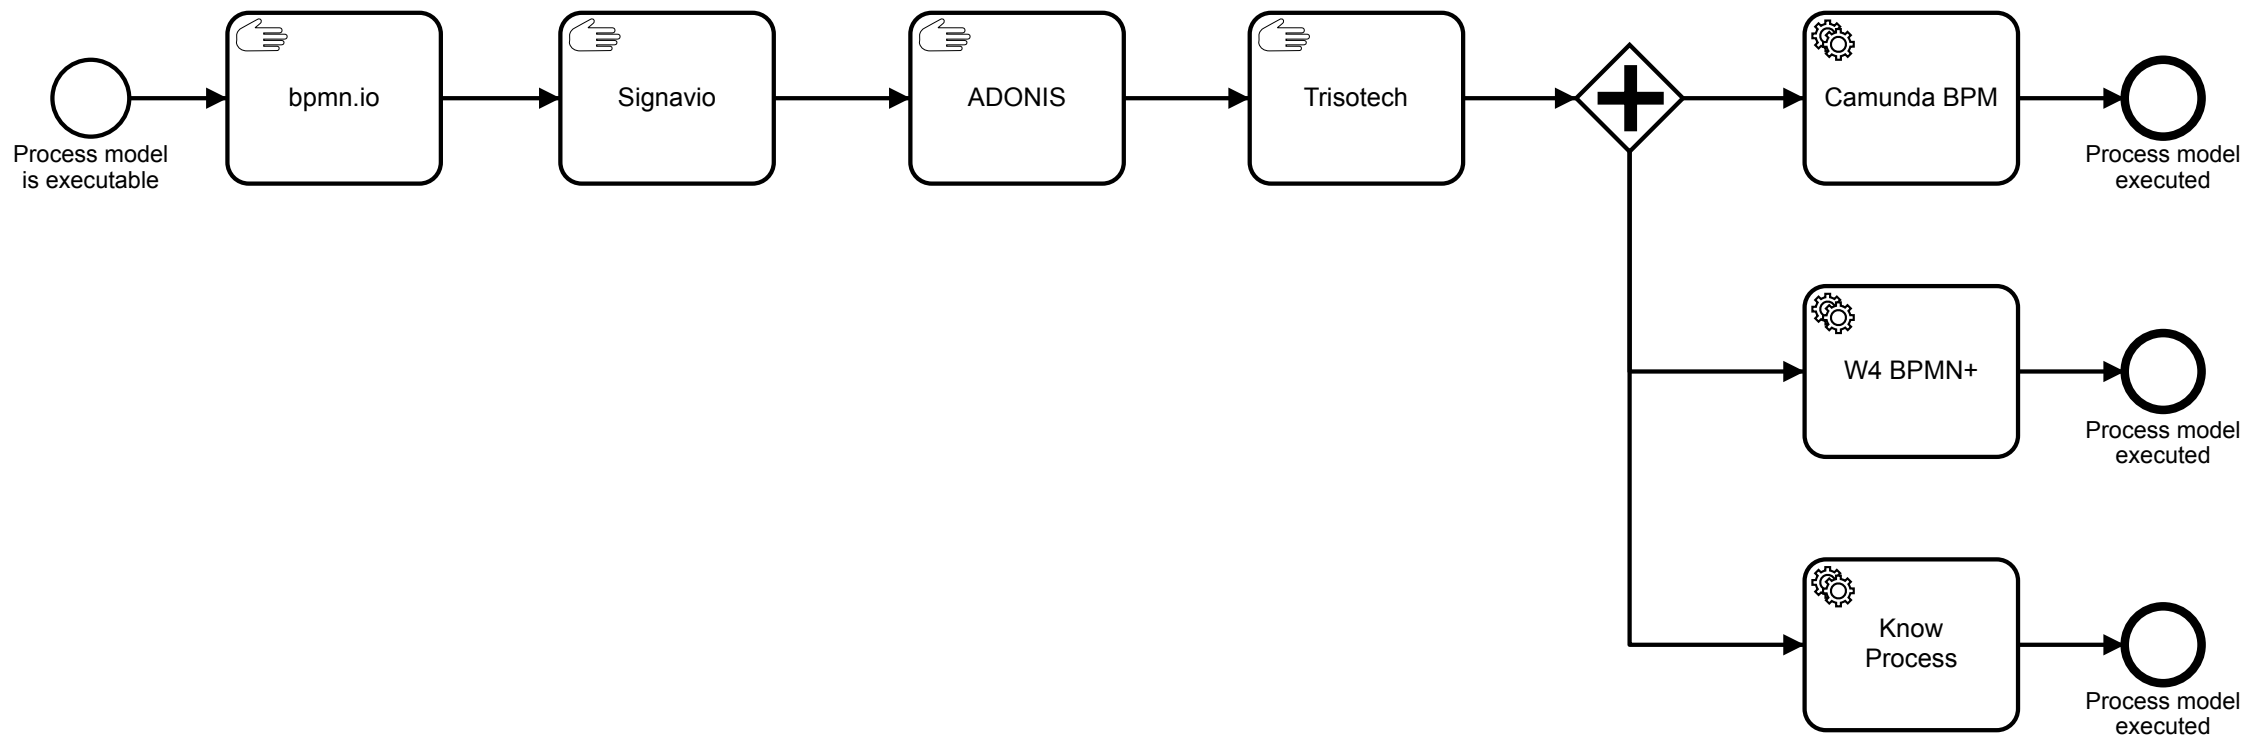 Process model
is executable
bpmn.io
Signavio
ADONIS
Trisotech
Camunda BPM
Process model
executed
W4 BPMN+
Process model
executed
Know
Process
Process model
executed